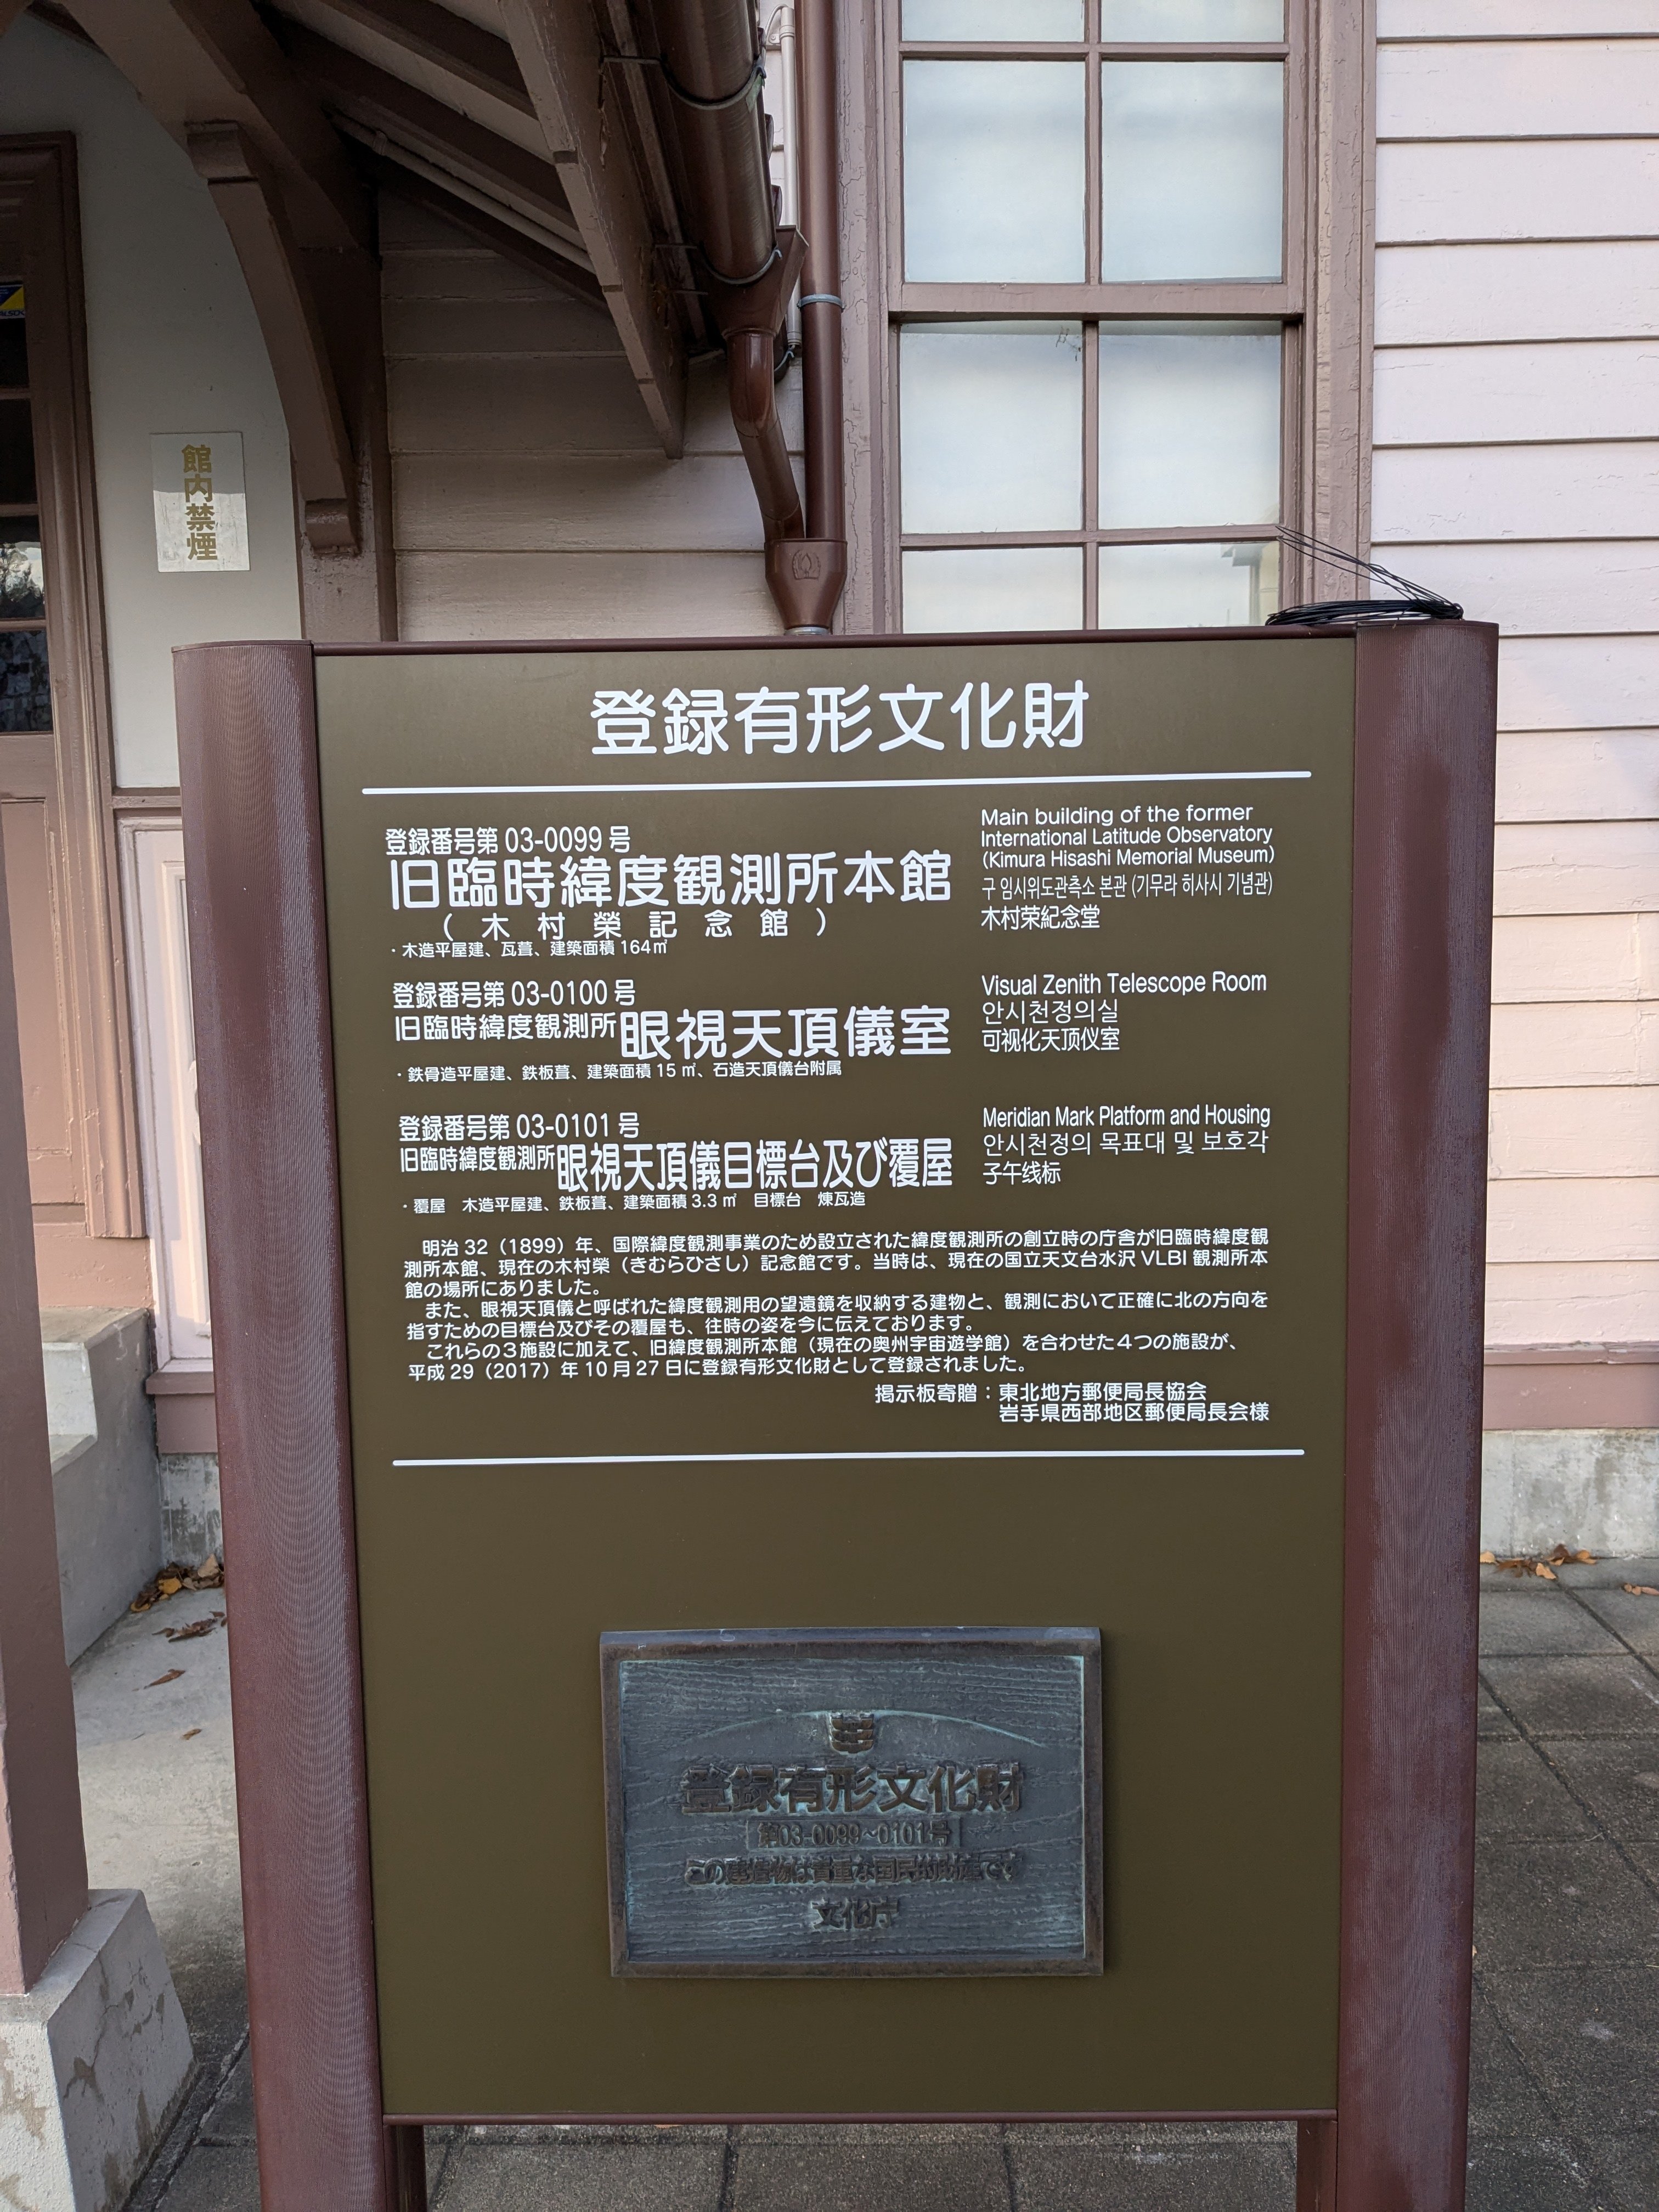 館内禁煙
登録有形文化財
登録番号第 03-0099 号
旧臨時緯度観測所本館
（木村榮記念館）
・木造平屋建、瓦葺、建築面積 164㎡
Main building of the former
International Latitude Observatory
(Kimura Hisashi Memorial Museum)
구 임시위도관측소 본관 (기무라 히사시 기념관)
木村荣紀念堂
登録番号第 03-0100 号
旧臨時緯度観測所眼視天頂儀室
・鉄骨造平屋建、鉄板葺、建築面積 15 ㎡、石造天頂儀台附属
Visual Zenith Telescope Room
안시천정의실
可视化天顶仪室
登録番号第 03-0101 号
旧臨時緯度観測所眼視天頂儀目標台及び覆屋
・覆屋　木造平屋建、鉄板葺、建築面積 3.3 ㎡　目標台　煉瓦造
Meridian Mark Platform and Housing
안시천정의 목표대 및 보호각
子午线标
明治 32（1899）年、国際緯度観測事業のため設立された緯度観測所の創立時の庁舎が旧臨時緯度観
測所本館、現在の木村榮（きむらひさし）記念館です。当時は、現在の国立天文台水沢 VLBI 観測所本
館の場所にありました。
また、眼視天頂儀と呼ばれた緯度観測用の望遠鏡を収納する建物と、観測において正確に北の方向を
指すための目標台及びその覆屋も、往時の姿を今に伝えております。
これらの３施設に加えて、旧緯度観測所本館（現在の奥州宇宙遊学館）を合わせた４つの施設が、
平成 29（2017）年 10 月 27 日に登録有形文化財として登録されました。
掲示板寄贈：東北地方郵便局長協会
岩手県西部地区郵便局長会様
登録有形文化財
第03-0099~0101号
この建造物は貴重な国民的財産です
文化庁